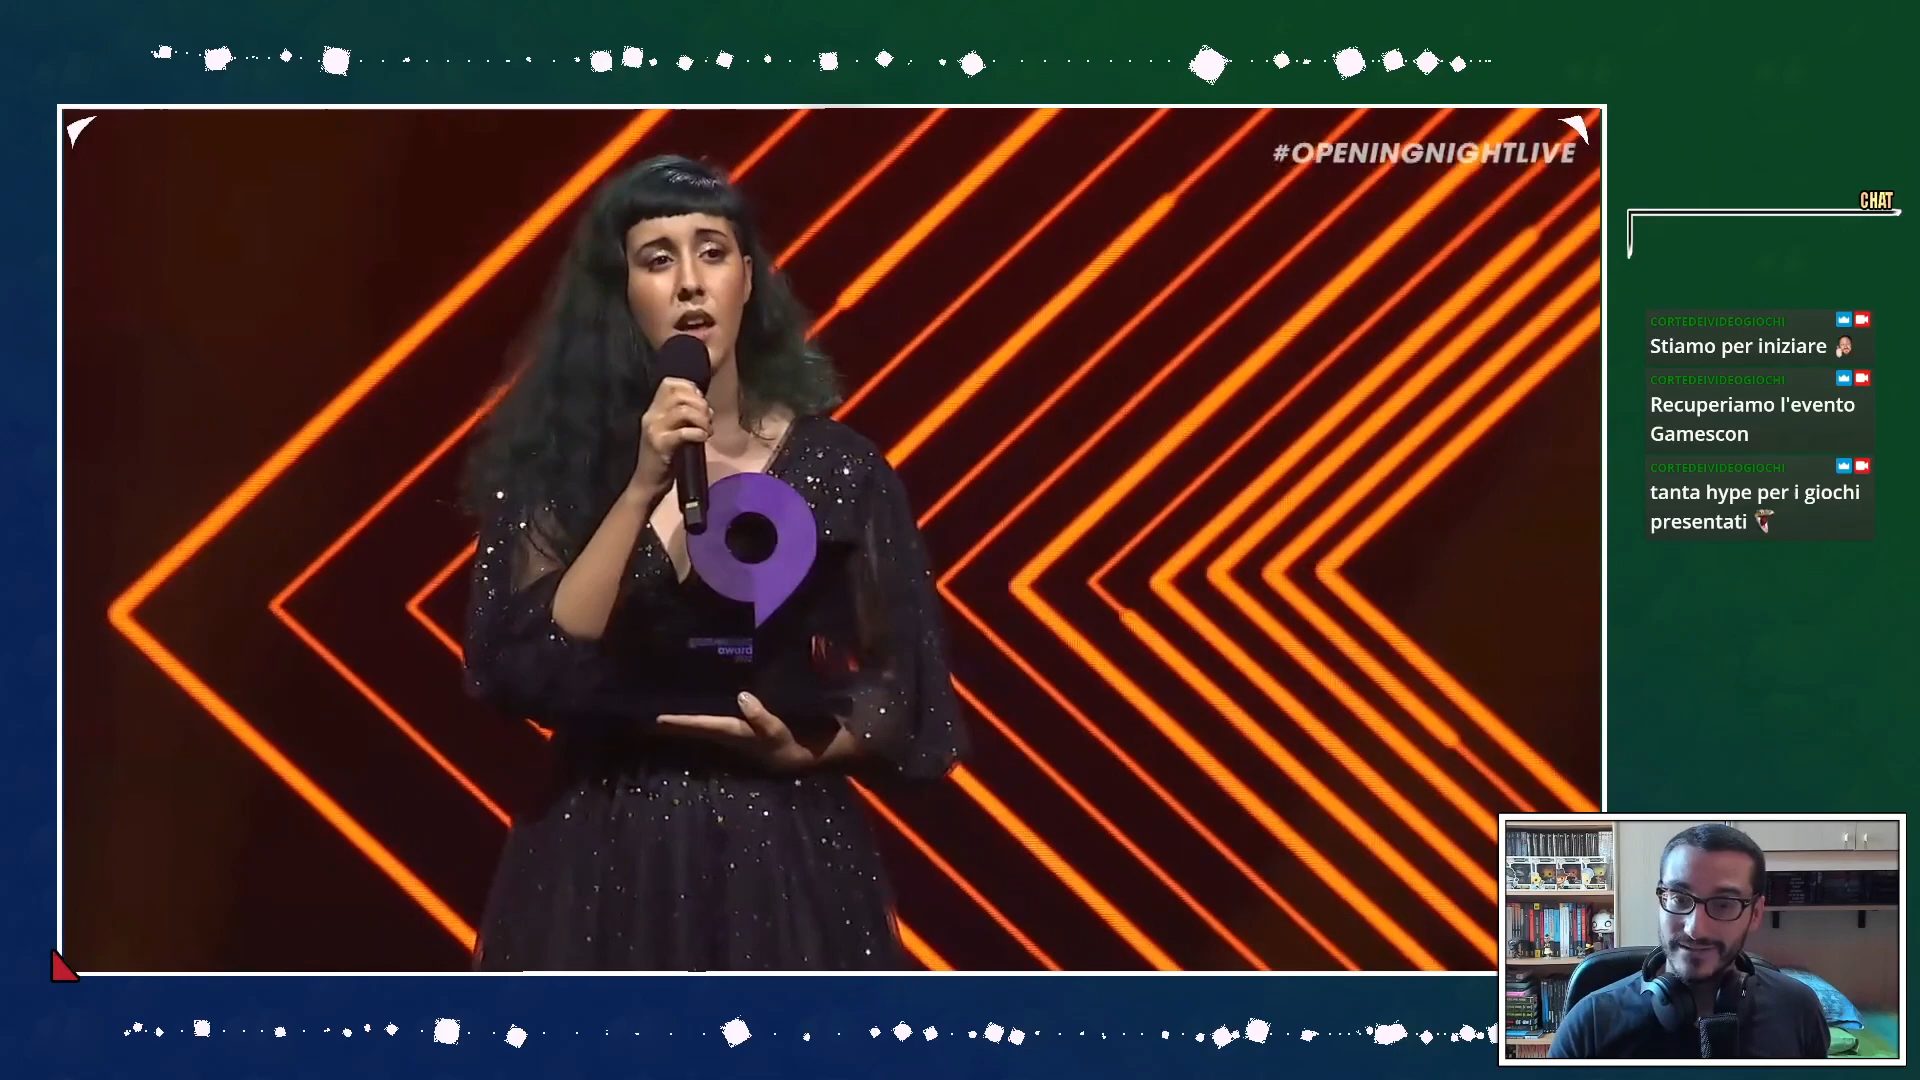 #OPENINGNIGHTLIVE
CHAT
CORTEDEIVIDEOGIOCHI
Stiamo per iniziare
CORTEDEIVIDEOGIOCHI
Recuperiamo l'evento
Gamescon
CORTEDEIVIDEOGIOCHI
tanta hype per i giochi
presentati
award